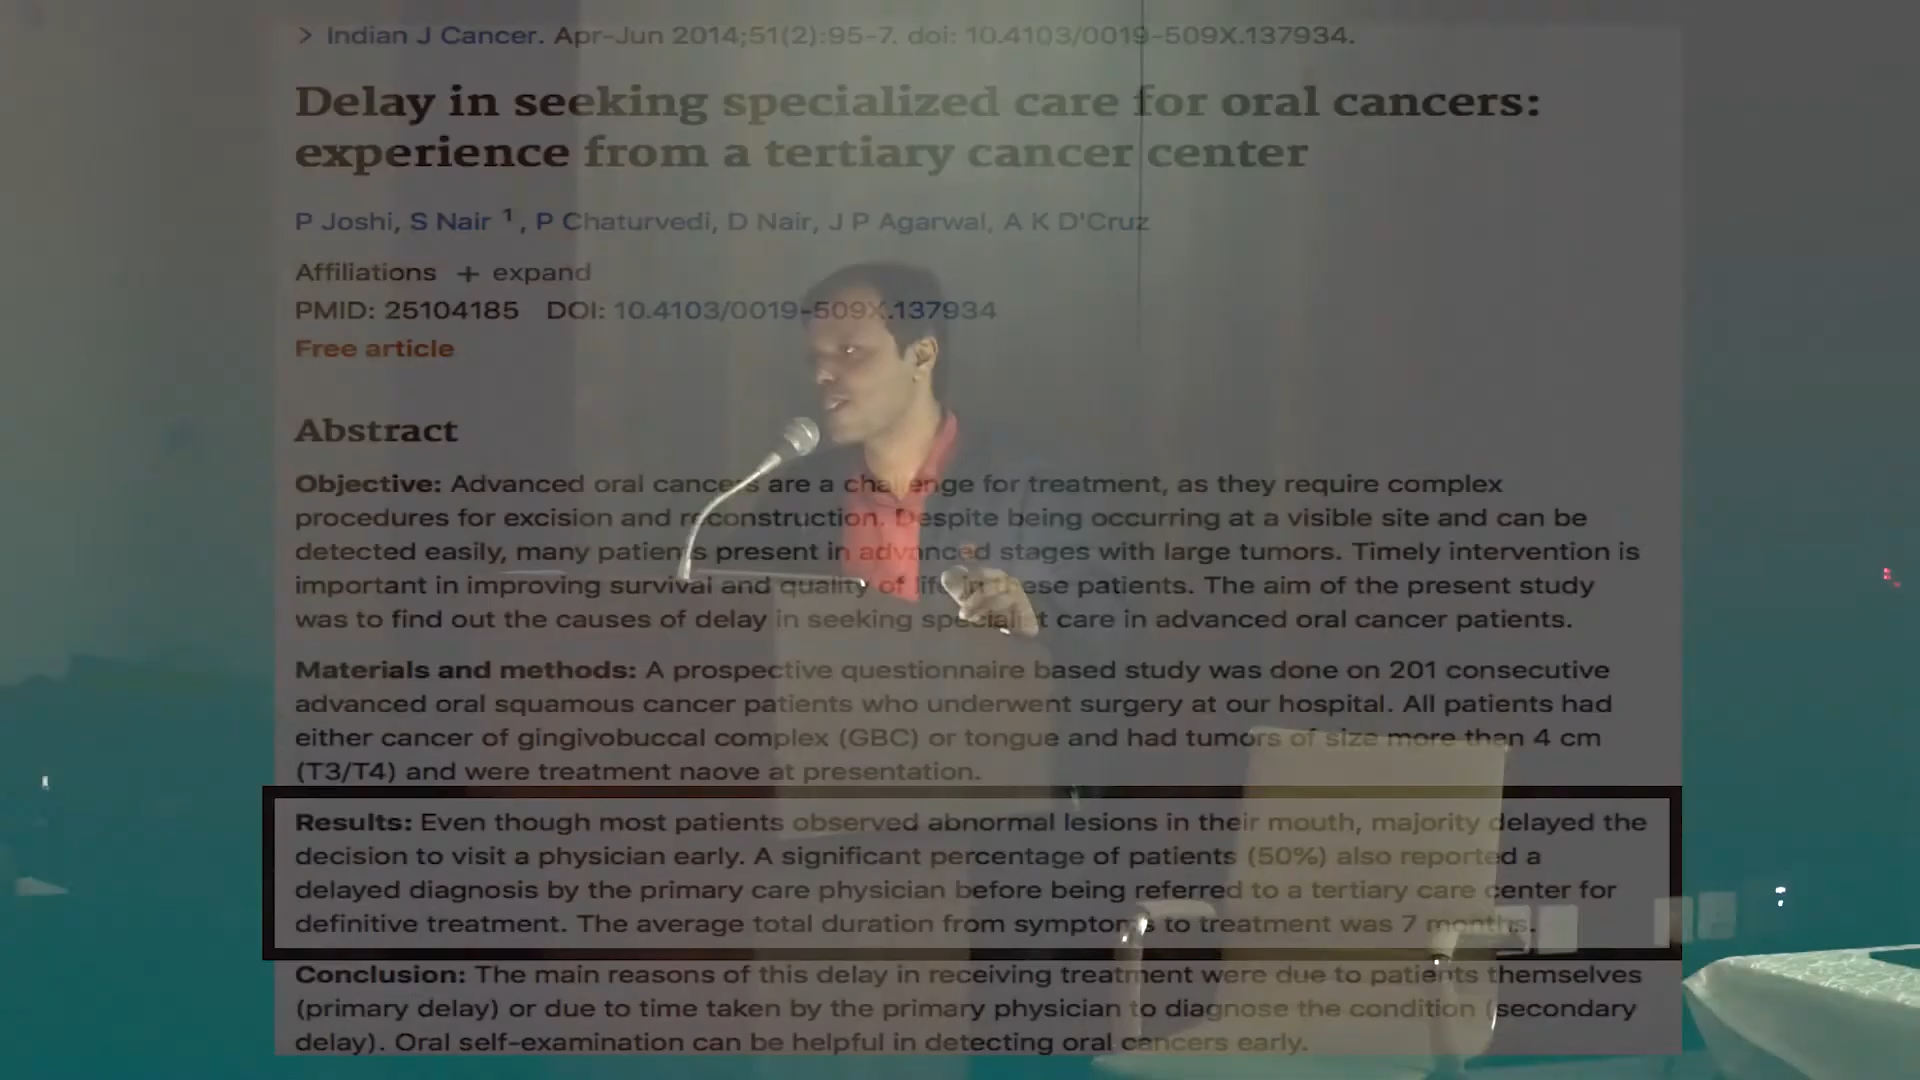 > Indian J Cancer. Apr-Jun 2014;51(2):95-7. doi: 10.4103/0019-509X.137934.
Delay in seeking specialized care for oral cancers:
experience from a tertiary cancer center
P Joshi, S Nair 1, P Chaturvedi, D Nair, J P Agarwal, A K D'Cruz
Affiliations + expand
PMID: 25104185 DOI: 10.4103/0019-509X.137934
Free article
Abstract
Objective: Advanced oral cancers are a challenge for treatment, as they require complex
procedures for excision and reconstruction. Despite being occurring at a visible site and can be
detected easily, many patients present in advanced stages with large tumors. Timely intervention is
important in improving survival and quality of life in these patients. The aim of the present study
was to find out the causes of delay in seeking specialist care in advanced oral cancer patients.
Materials and methods: A prospective questionnaire based study was done on 201 consecutive
advanced oral squamous cancer patients who underwent surgery at our hospital. All patients had
either cancer of gingivobuccal complex (GBC) or tongue and had tumors of size more then 4 cm
(T3/T4) and were treatment naove at presentation.
Results: Even though most patients observed abnormal lesions in their mouth, majority delayed the
decision to visit a physician early. A significant percentage of patients (50%) also reported a
delayed diagnosis by the primary care physician before being referred to a tertiary care center for
definitive treatment. The average total duration from symptoms to treatment was 7 months.
Conclusion: The main reasons of this delay in receiving treatment were due to patients themselves
(primary delay) or due to time taken by the primary physician to diagnose the condition (secondary
delay). Oral self-examination can be helpful in detecting oral cancers early.